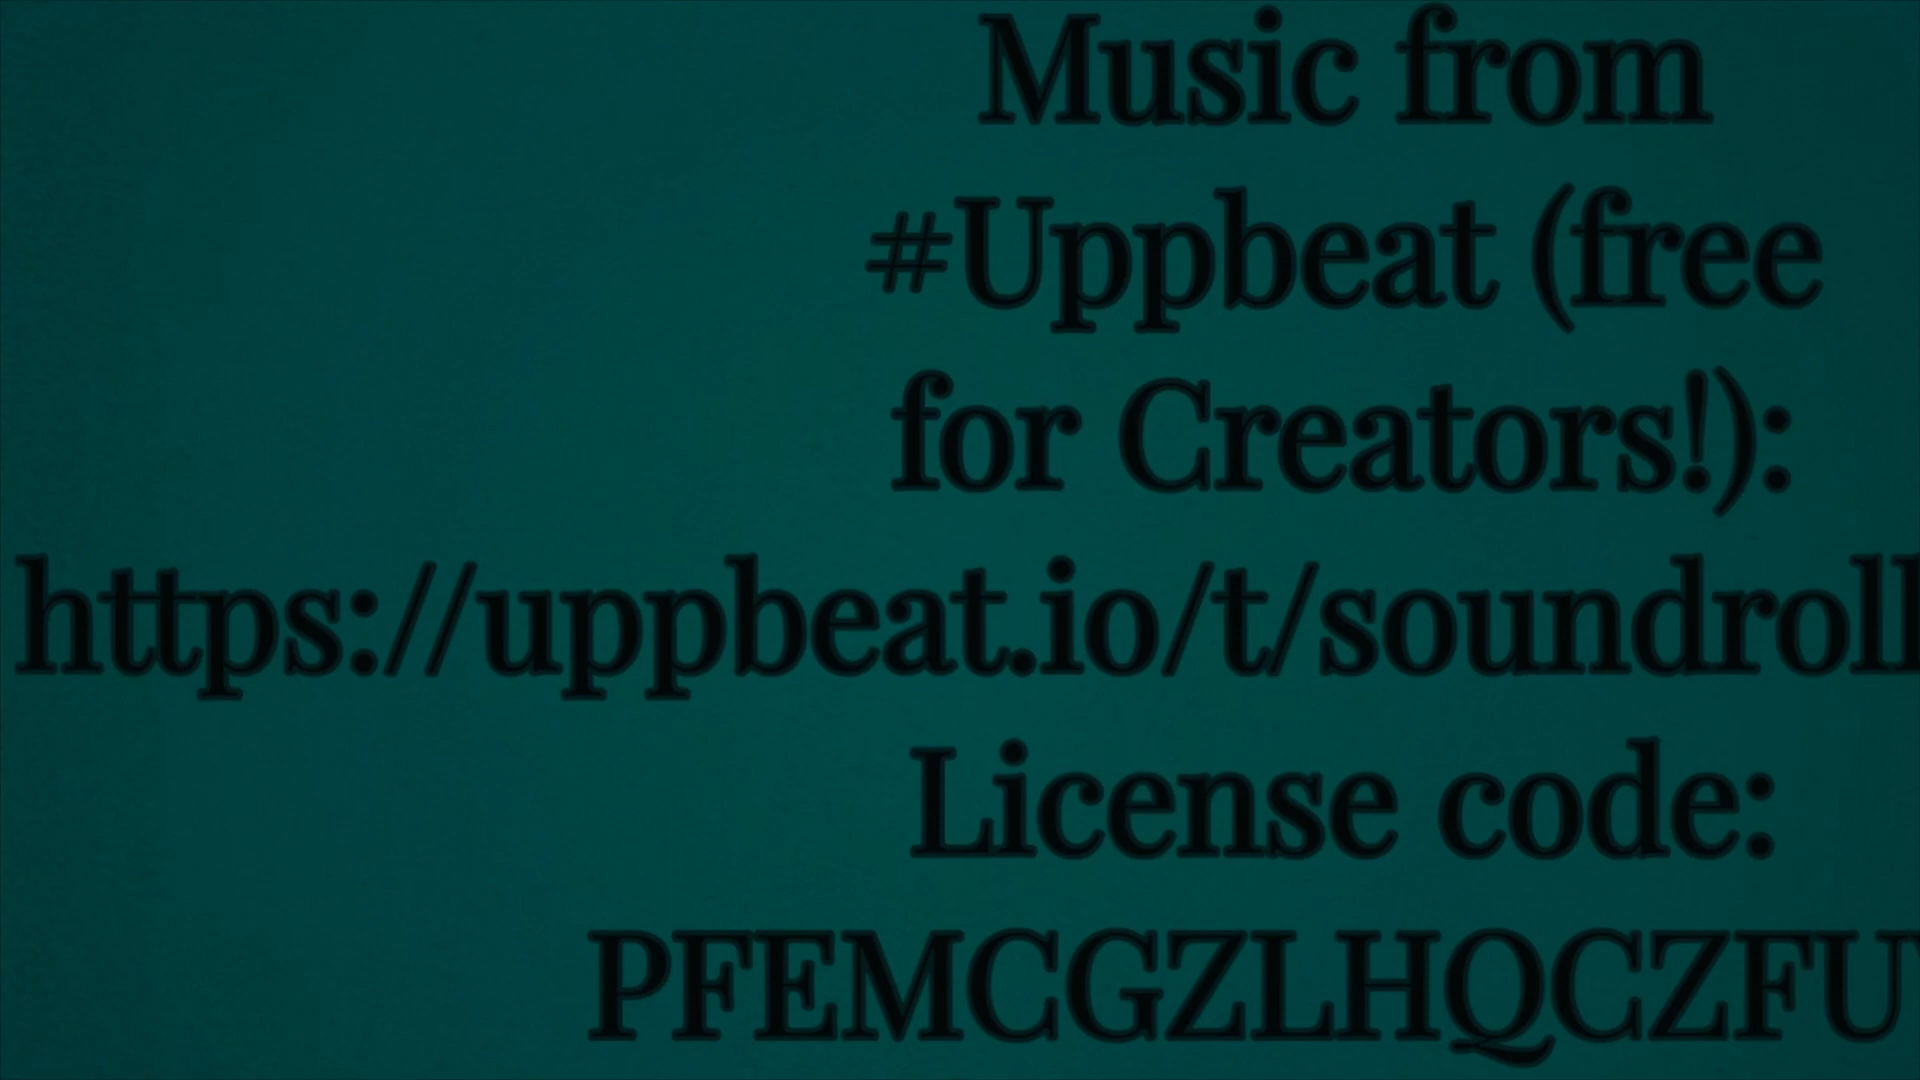 Music from
#Uppbeat (free
for Creators!):
https://uppbeat.io/t/soundroll
License code:
PFEMCGZLHQCZFU